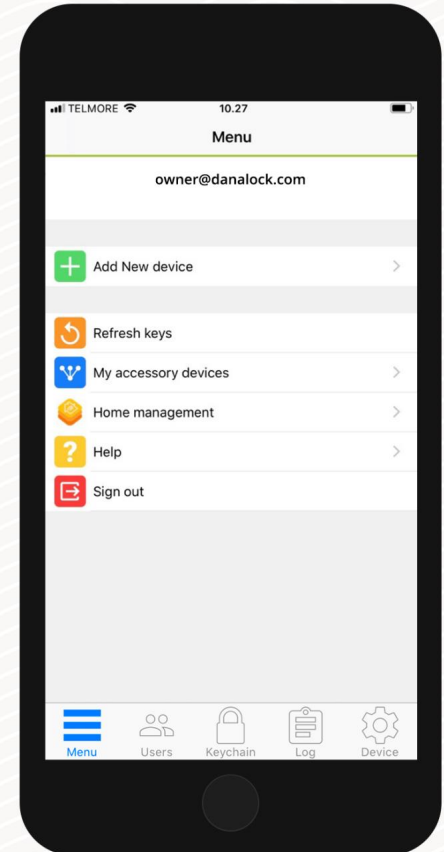 TELMORE 10.27
Menu
owner@danalock.com
Add New device
Refresh keys
My accessory devices
Home management
? Help
Sign out
Menu Users Keychain Log Device